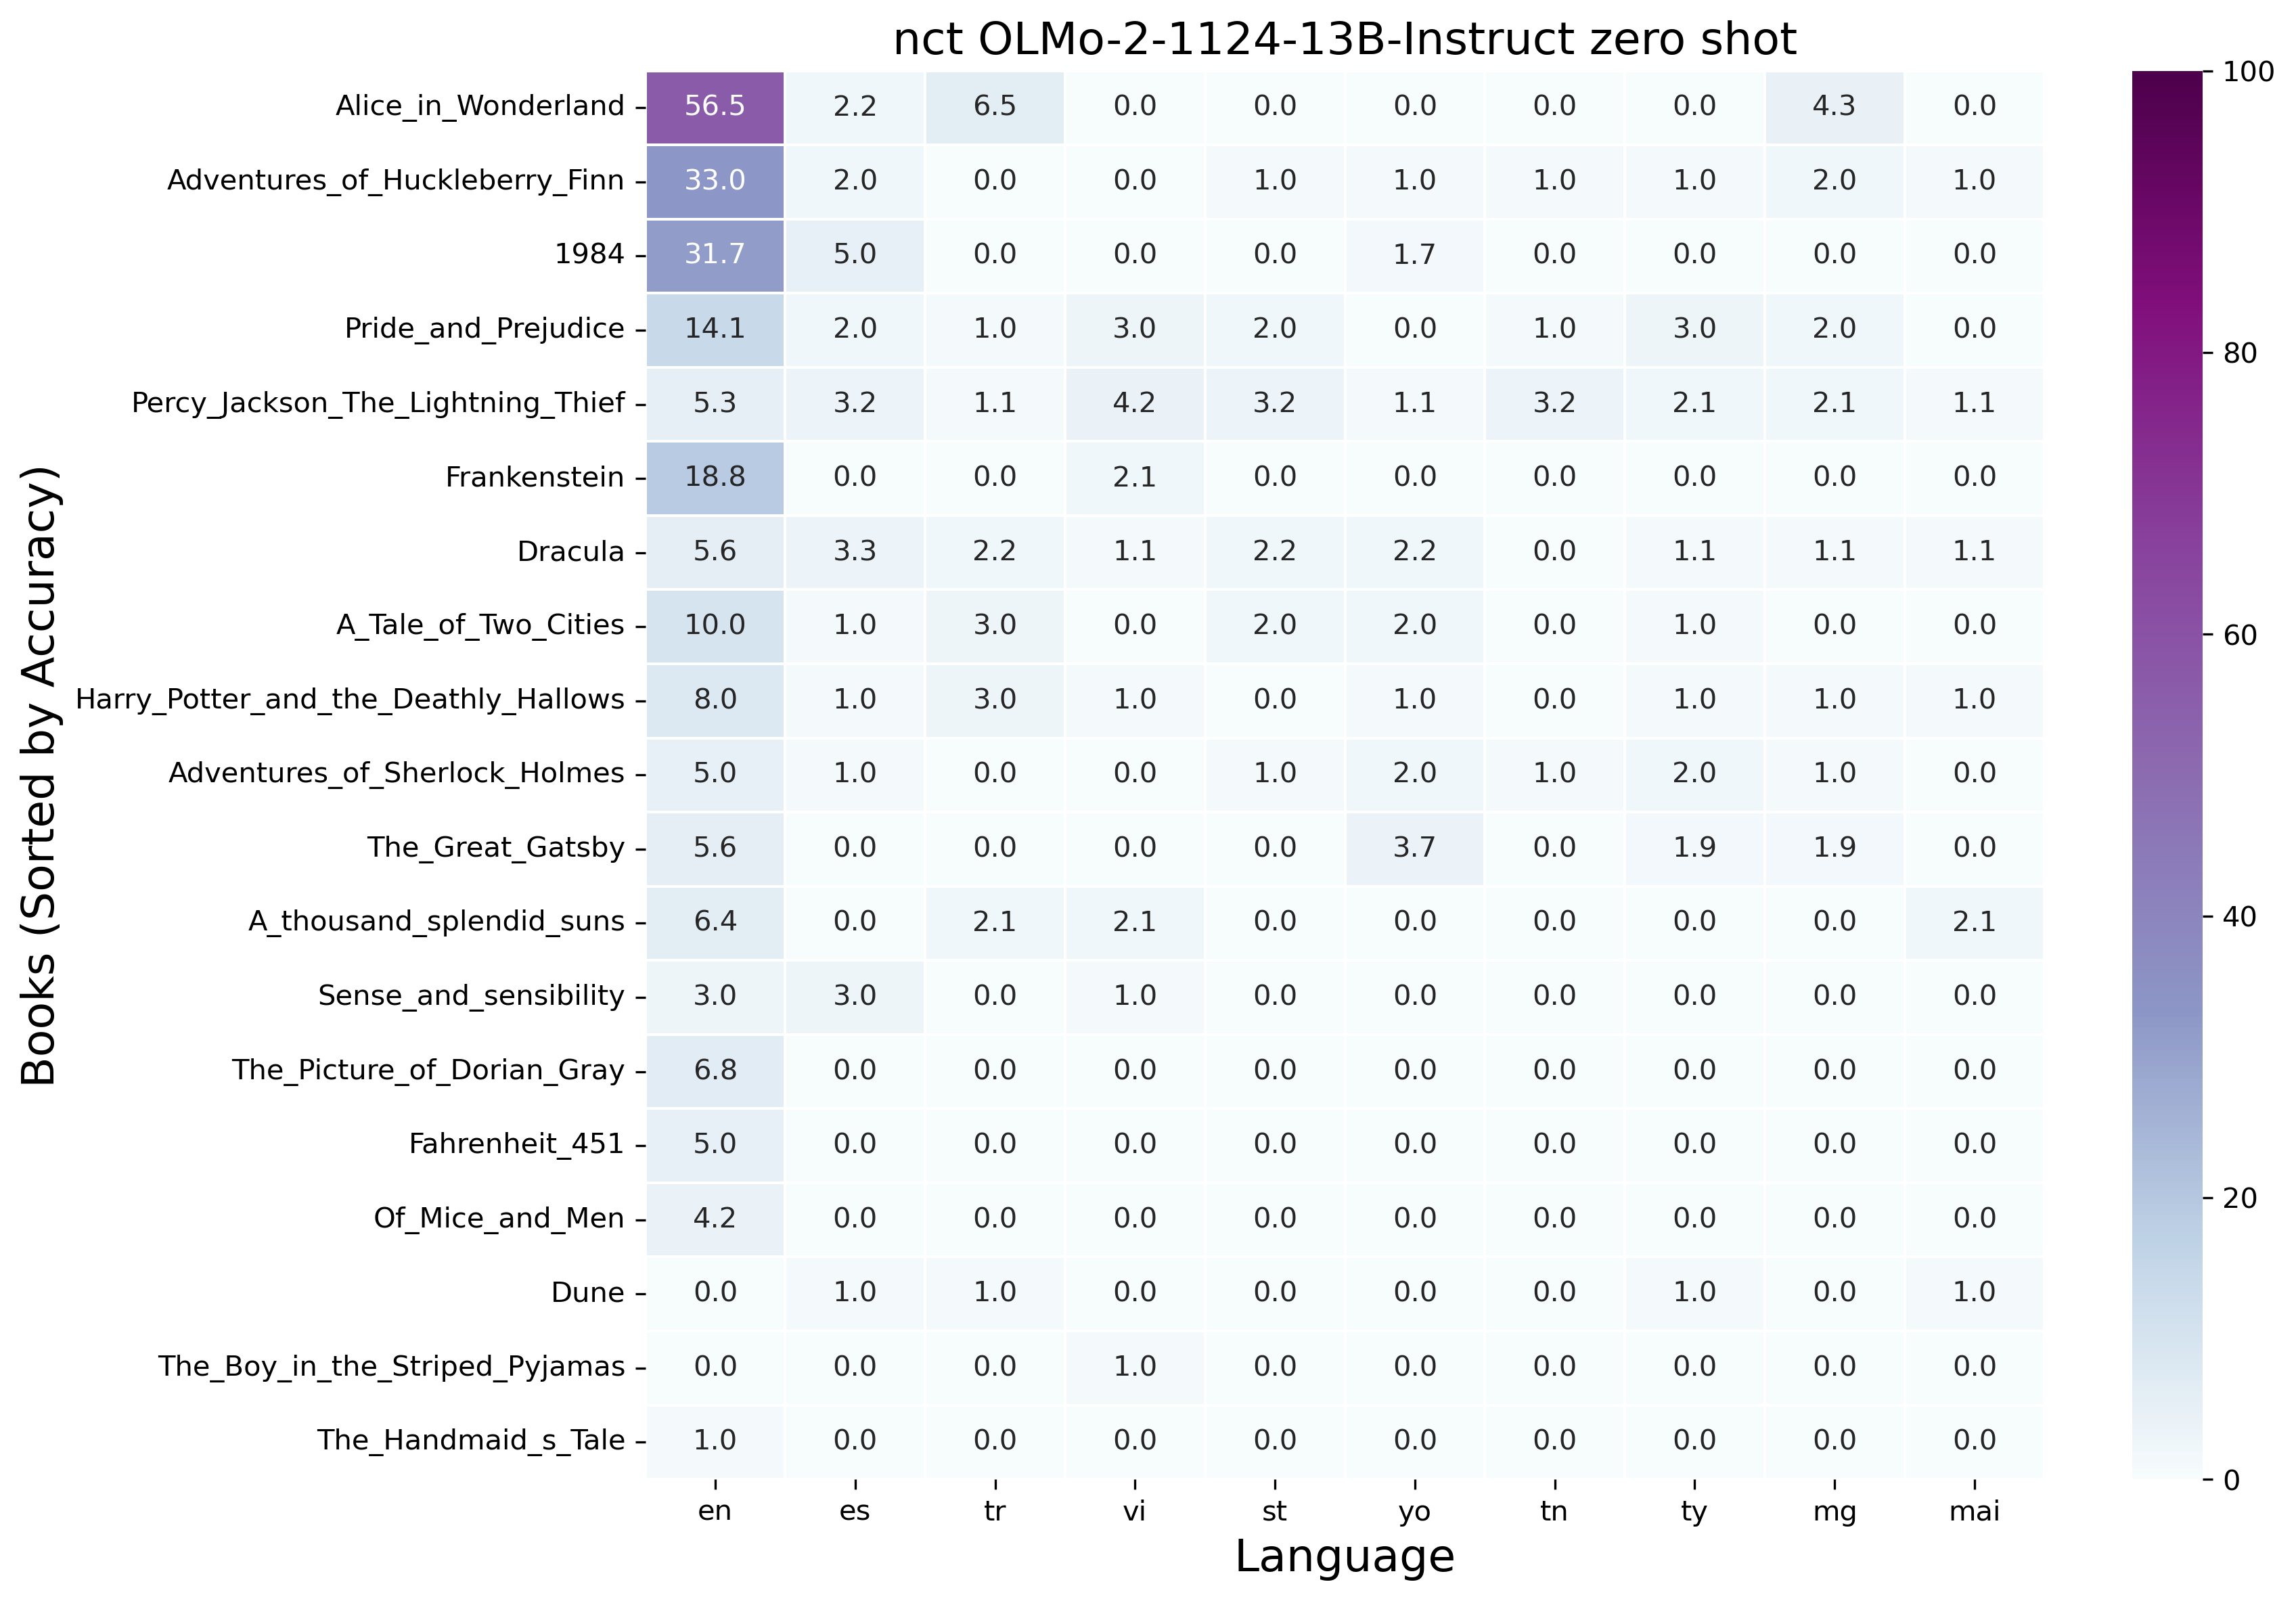 nct OLMo-2-1124-13B-Instruct zero shot
Books (Sorted by Accuracy)
Alice_in_Wonderland 56.5 2.2 6.5 0.0 0.0 0.0 0.0 0.0 4.3 0.0
Adventures_of_Huckleberry_Finn 33.0 2.0 0.0 0.0 1.0 1.0 1.0 1.0 2.0 1.0
1984 31.7 5.0 0.0 0.0 0.0 1.7 0.0 0.0 0.0 0.0
Pride_and_Prejudice 14.1 2.0 1.0 3.0 2.0 0.0 1.0 3.0 2.0 0.0
Percy_Jackson_The_Lightning_Thief 5.3 3.2 1.1 4.2 3.2 1.1 3.2 2.1 2.1 1.1
Frankenstein 18.8 0.0 0.0 2.1 0.0 0.0 0.0 0.0 0.0 0.0
Dracula 5.6 3.3 2.2 1.1 2.2 2.2 0.0 1.1 1.1 1.1
A_Tale_of_Two_Cities 10.0 1.0 3.0 0.0 2.0 2.0 0.0 1.0 0.0 0.0
Harry_Potter_and_the_Deathly_Hallows 8.0 1.0 3.0 1.0 0.0 1.0 0.0 1.0 1.0 1.0
Adventures_of_Sherlock_Holmes 5.0 1.0 0.0 0.0 1.0 2.0 1.0 2.0 1.0 0.0
The_Great_Gatsby 5.6 0.0 0.0 0.0 0.0 3.7 0.0 1.9 1.9 0.0
A_thousand_splendid_suns 6.4 0.0 2.1 2.1 0.0 0.0 0.0 0.0 0.0 2.1
Sense_and_sensibility 3.0 3.0 0.0 1.0 0.0 0.0 0.0 0.0 0.0 0.0
The_Picture_of_Dorian_Gray 6.8 0.0 0.0 0.0 0.0 0.0 0.0 0.0 0.0 0.0
Fahrenheit_451 5.0 0.0 0.0 0.0 0.0 0.0 0.0 0.0 0.0 0.0
Of_Mice_and_Men 4.2 0.0 0.0 0.0 0.0 0.0 0.0 0.0 0.0 0.0
Dune 0.0 1.0 1.0 0.0 0.0 0.0 0.0 1.0 0.0 1.0
The_Boy_in_the_Striped_Pyjamas 0.0 0.0 0.0 1.0 0.0 0.0 0.0 0.0 0.0 0.0
The_Handmaid_s_Tale 1.0 0.0 0.0 0.0 0.0 0.0 0.0 0.0 0.0 0.0
en es tr vi st yo tn ty mg mai
Language
100
80
60
40
20
0